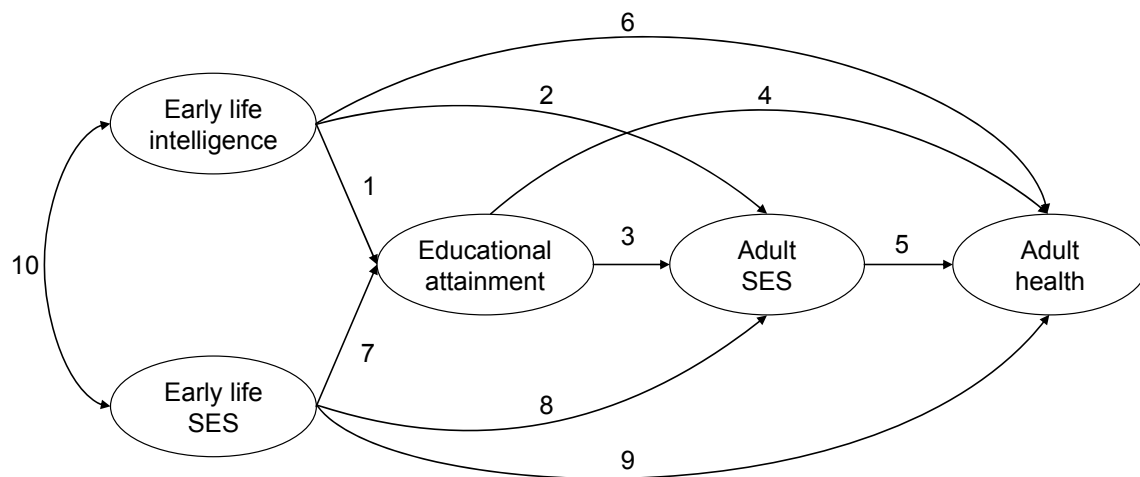 6
2
4
Early life
intelligence
1
10
Educational
attainment
3
Adult
SES
5
Adult
health
7
Early life
SES
8
9